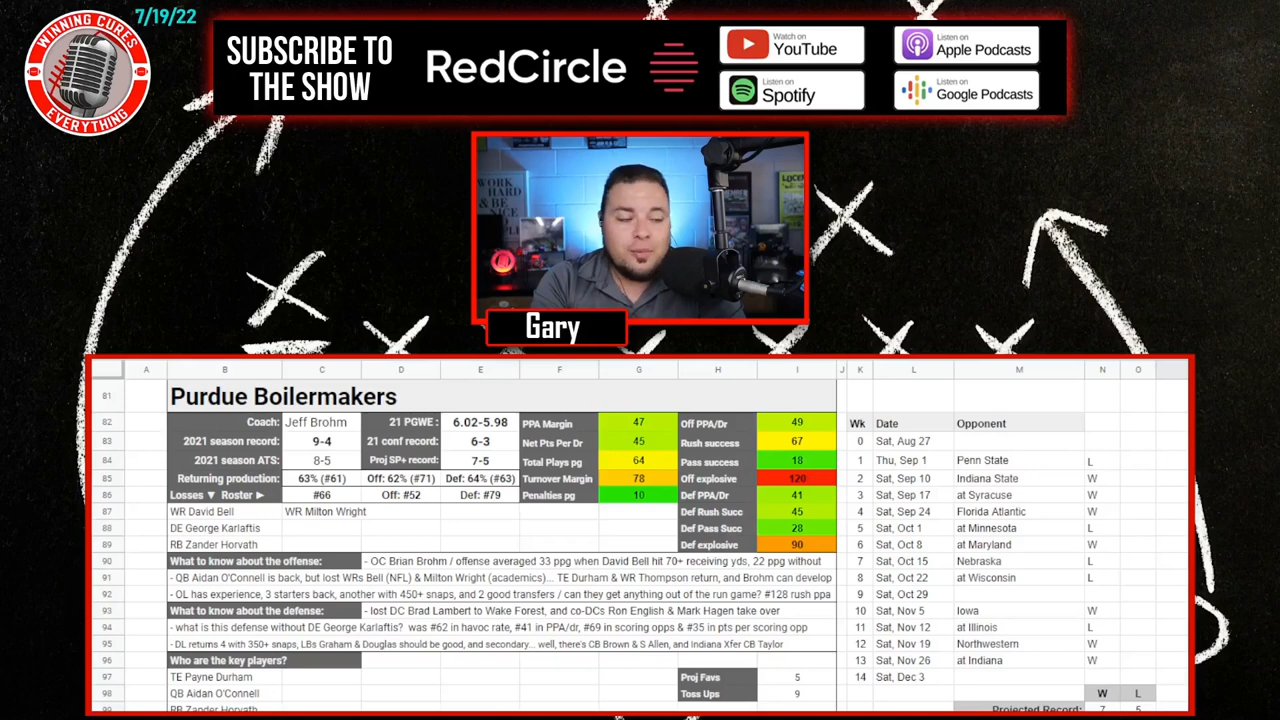 7/19/22
WINNING CURES
EVERYTHING
SUBSCRIBE TO
THE SHOW
RedCircle
Watch on
YouTube
Listen on
Spotify
Listen on
Apple Podcasts
Listen on
Google Podcasts
WORK
HARD
& BE
NICE
Gary
A B C D E F G H I J K L M N O
81 Purdue Boilermakers
82 Coach: Jeff Brohm 21 PGWE: 6.02-5.98 PPA Margin 47 Off PPA/Dr 49 Wk Date Opponent
83 2021 season record: 9-4 21 conf record: 6-3 Net Pts Per Dr 45 Rush success 67 0 Sat, Aug 27
84 2021 season ATS: 8-5 Proj SP+ record: 7-5 Total Plays pg 64 Pass success 18 1 Thu, Sep 1 Penn State L
85 Returning production: 63% (#61) Off: 62% (#71) Def: 64% (#63) Turnover Margin 78 Off explosive 120 2 Sat, Sep 10 Indiana State W
86 Losses ▼ Roster ► #66 Off: #52 Def: #79 Penalties pg 10 Def PPA/Dr 41 3 Sat, Sep 17 at Syracuse W
87 WR David Bell WR Milton Wright Def Rush Succ 45 4 Sat, Sep 24 Florida Atlantic W
88 DE George Karlaftis Def Pass Succ 28 5 Sat, Oct 1 at Minnesota L
89 RB Zander Horvath Def explosive 90 6 Sat, Oct 8 at Maryland W
90 What to know about the offense: - OC Brian Brohm / offense averaged 33 ppg when David Bell hit 70+ receiving yds, 22 ppg without 7 Sat, Oct 15 Nebraska L
91 - QB Aidan O'Connell is back, but lost WRs Bell (NFL) & Milton Wright (academics)... TE Durham & WR Thompson return, and Brohm can develop 8 Sat, Oct 22 at Wisconsin L
92 - OL has experience, 3 starters back, another with 450+ snaps, and 2 good transfers / can they get anything out of the run game? #128 rush ppa 9 Sat, Oct 29
93 What to know about the defense: - lost DC Brad Lambert to Wake Forest, and co-DCs Ron English & Mark Hagen take over 10 Sat, Nov 5 Iowa W
94 - what is this defense without DE George Karlaftis? was #62 in havoc rate, #41 in PPA/dr, #69 in scoring opps & #35 in pts per scoring opp 11 Sat, Nov 12 at Illinois L
95 - DL returns 4 with 350+ snaps, LBs Graham & Douglas should be good, and secondary... well, there's CB Brown & S Allen, and Indiana Xfer CB Taylor 12 Sat, Nov 19 Northwestern W
96 Who are the key players? 13 Sat, Nov 26 at Indiana W
97 TE Payne Durham Proj Favs 5 14 Sat, Dec 3
98 QB Aidan O'Connell Toss Ups 9 W L
99 RB Zander Horvath Projected Record: 7 5